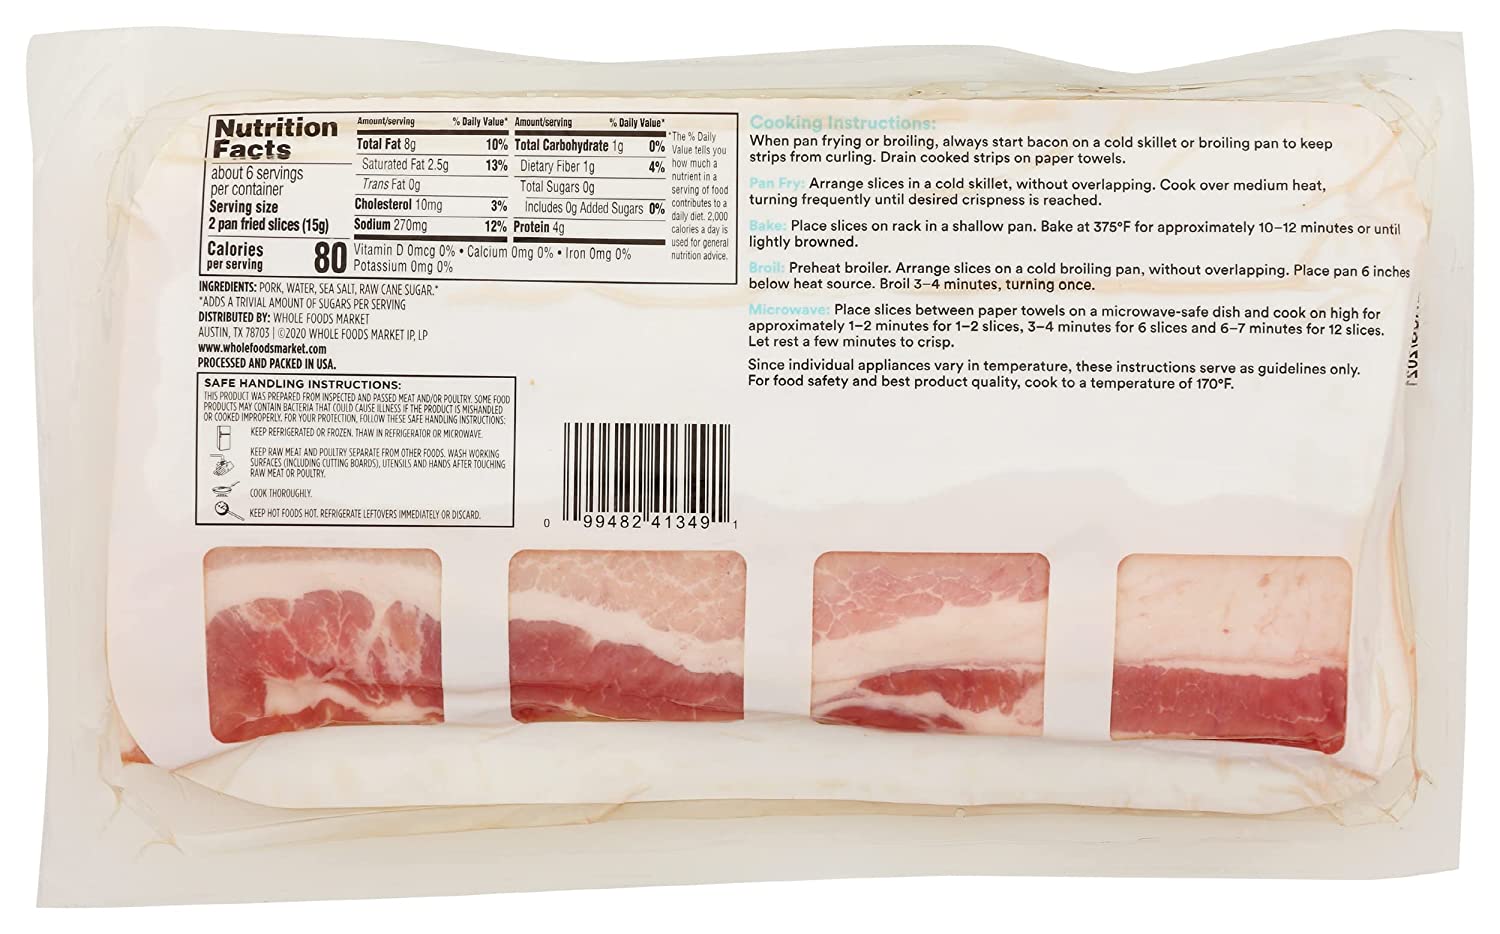 Nutrition
Facts
about 6 servings
per container
Serving size
2 pan fried slices (15g)
Calories
per serving
80
Amount/serving % Daily Value*
Total Fat 8g 10%
Saturated Fat 2.5g 13%
Trans Fat 0g
Cholesterol 10mg 3%
Sodium 270mg 12%
Amount/serving % Daily Value*
Total Carbohydrate 1g 0%
Dietary Fiber 1g 4%
Total Sugars 0g
Includes 0g Added Sugars 0%
Protein 4g
Vitamin D 0mcg 0% • Calcium 0mg 0% • Iron 0mg 0%
Potassium 0mg 0%
*The % Daily
Value tells you
how much a
nutrient in a
serving of food
contributes to a
daily diet. 2,000
calories a day is
used for general
nutrition advice.
INGREDIENTS: PORK, WATER, SEA SALT, RAW CANE SUGAR.*
*ADDS A TRIVIAL AMOUNT OF SUGARS PER SERVING
DISTRIBUTED BY: WHOLE FOODS MARKET
AUSTIN, TX 78703 | ©2020 WHOLE FOODS MARKET IP, LP
www.wholefoodsmarket.com
PROCESSED AND PACKED IN USA.
SAFE HANDLING INSTRUCTIONS:
THIS PRODUCT WAS PREPARED FROM INSPECTED AND PASSED MEAT AND/OR POULTRY. SOME FOOD
PRODUCTS MAY CONTAIN BACTERIA THAT COULD CAUSE ILLNESS IF THE PRODUCT IS MISHANDLED
OR COOKED IMPROPERLY. FOR YOUR PROTECTION, FOLLOW THESE SAFE HANDLING INSTRUCTIONS:
KEEP REFRIGERATED OR FROZEN. THAW IN REFRIGERATOR OR MICROWAVE.
KEEP RAW MEAT AND POULTRY SEPARATE FROM OTHER FOODS. WASH WORKING
SURFACES (INCLUDING CUTTING BOARDS), UTENSILS AND HANDS AFTER TOUCHING
RAW MEAT OR POULTRY.
COOK THOROUGHLY.
KEEP HOT FOODS HOT. REFRIGERATE LEFTOVERS IMMEDIATELY OR DISCARD.
0 99482 41349 1
Cooking Instructions:
When pan frying or broiling, always start bacon on a cold skillet or broiling pan to keep
strips from curling. Drain cooked strips on paper towels.
Pan Fry: Arrange slices in a cold skillet, without overlapping. Cook over medium heat,
turning frequently until desired crispness is reached.
Bake: Place slices on rack in a shallow pan. Bake at 375°F for approximately 10–12 minutes or until
lightly browned.
Broil: Preheat broiler. Arrange slices on a cold broiling pan, without overlapping. Place pan 6 inches
below heat source. Broil 3–4 minutes, turning once.
Microwave: Place slices between paper towels on a microwave-safe dish and cook on high for
approximately 1–2 minutes for 1–2 slices, 3–4 minutes for 6 slices and 6–7 minutes for 12 slices.
Let rest a few minutes to crisp.
Since individual appliances vary in temperature, these instructions serve as guidelines only.
For food safety and best product quality, cook to a temperature of 170°F.